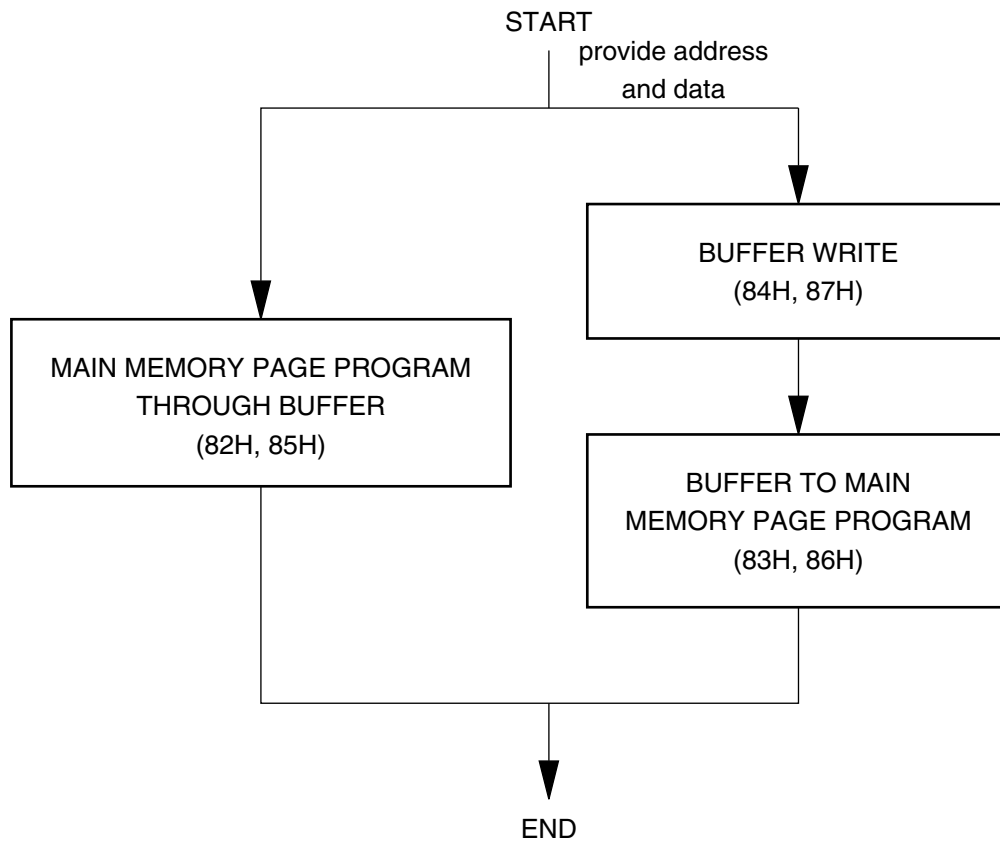 START
provide address
and data
BUFFER WRITE
(84H, 87H)
MAIN MEMORY PAGE PROGRAM
THROUGH BUFFER
(82H, 85H)
BUFFER TO MAIN
MEMORY PAGE PROGRAM
(83H, 86H)
END